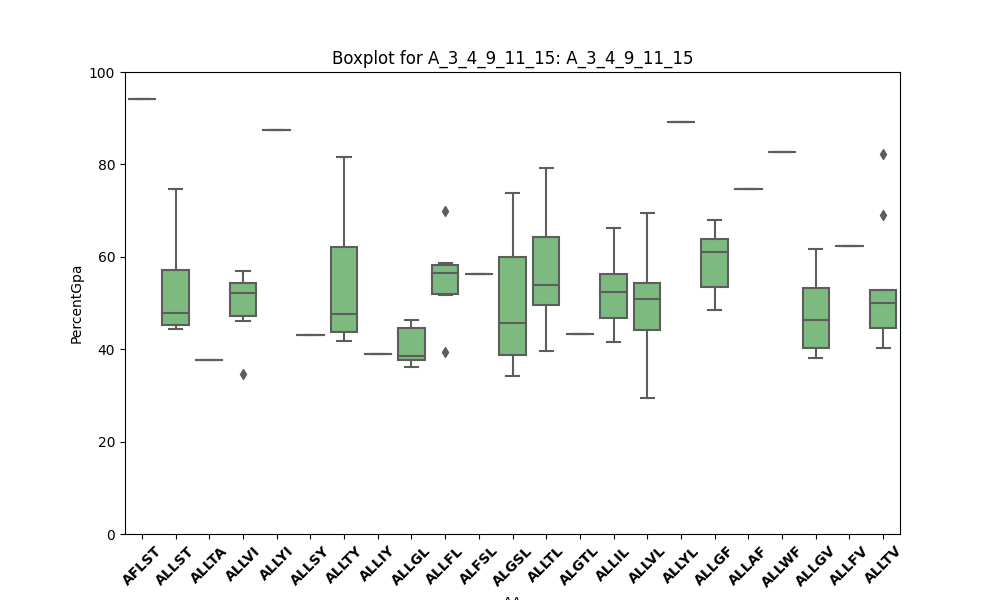 Boxplot for A_3_4_9_11_15: A_3_4_9_11_15
PercentGpa
100
80
60
40
20
0
AFLST ALLST ALLTA ALLVI ALLYI ALLSY ALLTY ALLIY ALLGL ALLFL ALFSL ALGSL ALLTL ALGTL ALLIL ALLVL ALLYL ALLGF ALLAF ALLWF ALLGV ALLFV ALLTV
AA